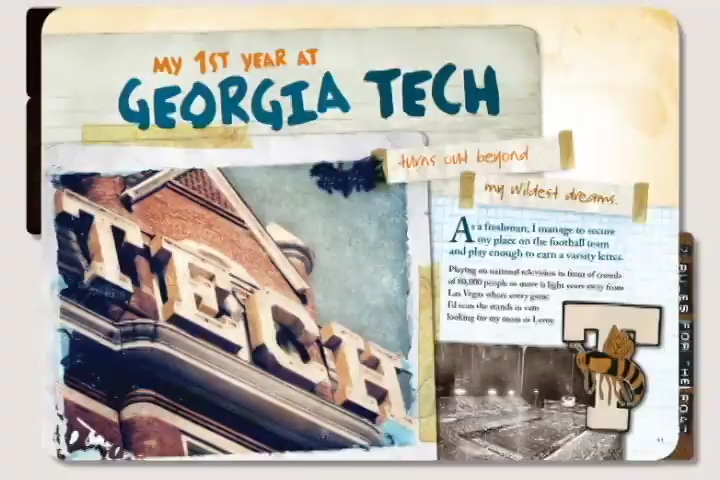 MY 1ST YEAR AT
GEORGIA TECH
turns out beyond
my wildest dreams.
As a freshman, I manage to secure
my place on the football team
and play enough to earn a varsity letter.
Playing on national television in front of crowds
of 80,000 people or more is light years away from
Las Vegas where every game
I'd scan the stands in vain
looking for my mom or Leroy.
TECH
T